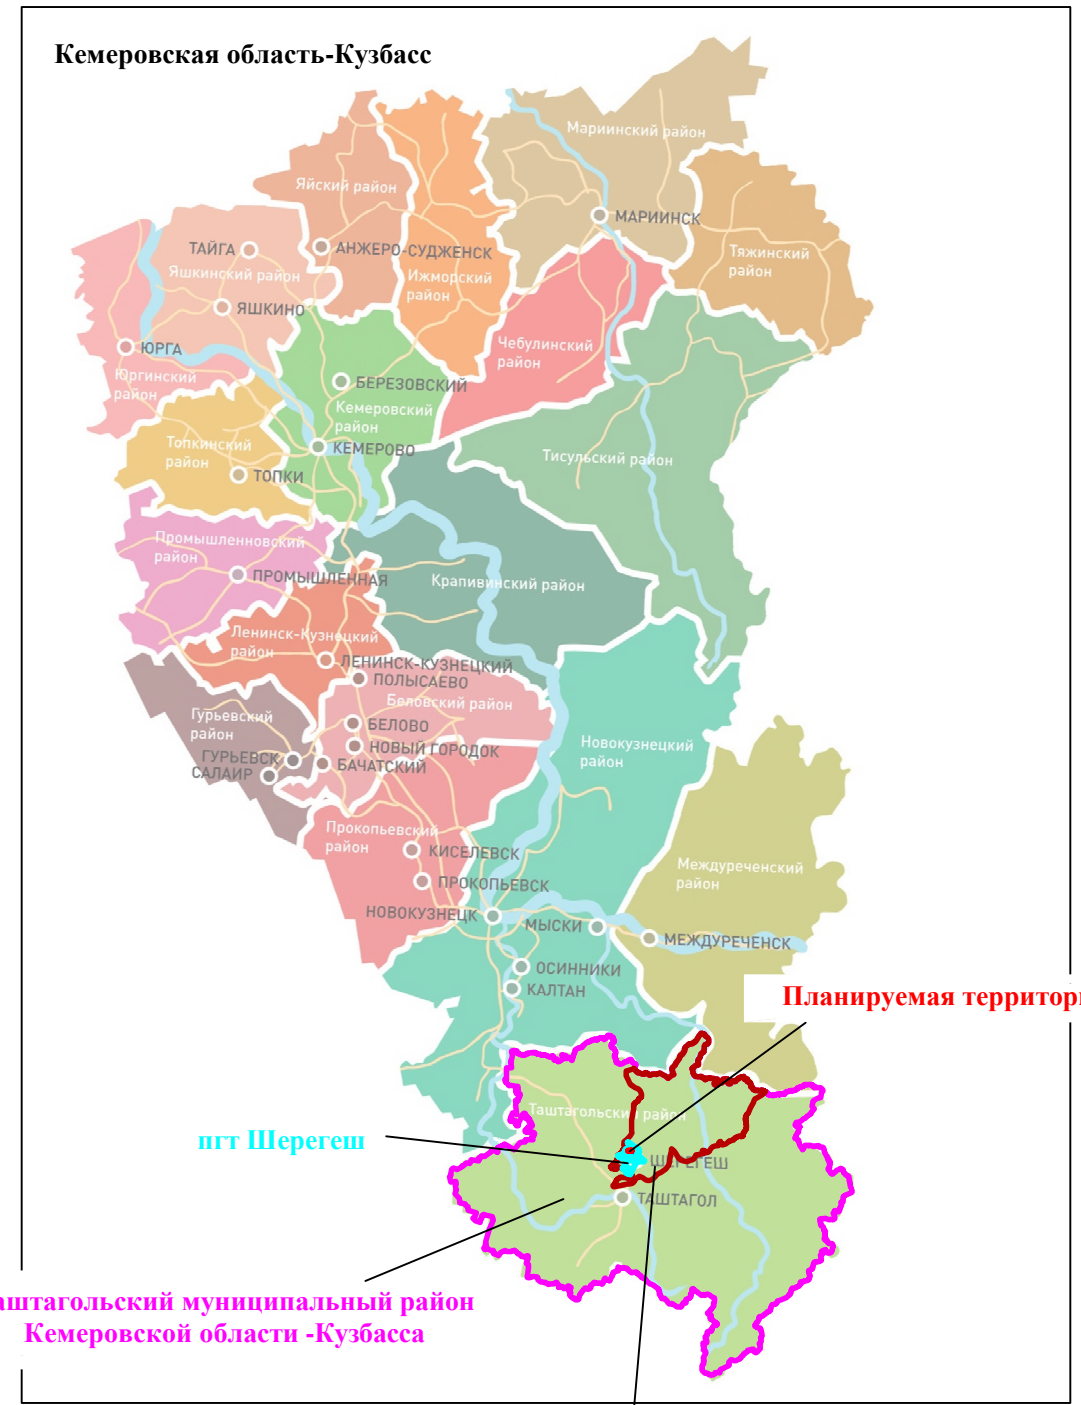 Кемеровская область-Кузбасс
Мариинский район
Яйский район
МАРИИНСК
ТАЙГА
АНЖЕРО-СУДЖЕНСК
Тяжинский
район
Яшкинский район
Ижморский
район
ЯШКИНО
ЮРГА
Чебулинский
район
Юргинский
район
БЕРЕЗОВСКИЙ
Кемеровский
район
Топкинский
район
КЕМЕРОВО
Тисульский район
ТОПКИ
Промышленновский
район
ПРОМЫШЛЕННАЯ
Крапивинский район
Ленинск-Кузнецкий
район
ЛЕНИНСК-КУЗНЕЦКИЙ
ПОЛЫСАЕВО
Беловский район
Гурьевский
район
БЕЛОВО
Новокузнецкий
район
НОВЫЙ ГОРОДОК
ГУРЬЕВСК
БАЧАТСКИЙ
САЛАИР
Прокопьевский
район
КИСЕЛЕВСК
Междуреченский
район
ПРОКОПЬЕВСК
НОВОКУЗНЕЦК
МЫСКИ
МЕЖДУРЕЧЕНСК
ОСИННИКИ
КАЛТАН
Планируемая территор
Таштагольский район
пгт Шерегеш
ШЕРЕГЕШ
ТАШТАГОЛ
аштагольский муниципальный район
Кемеровской области -Кузбасса